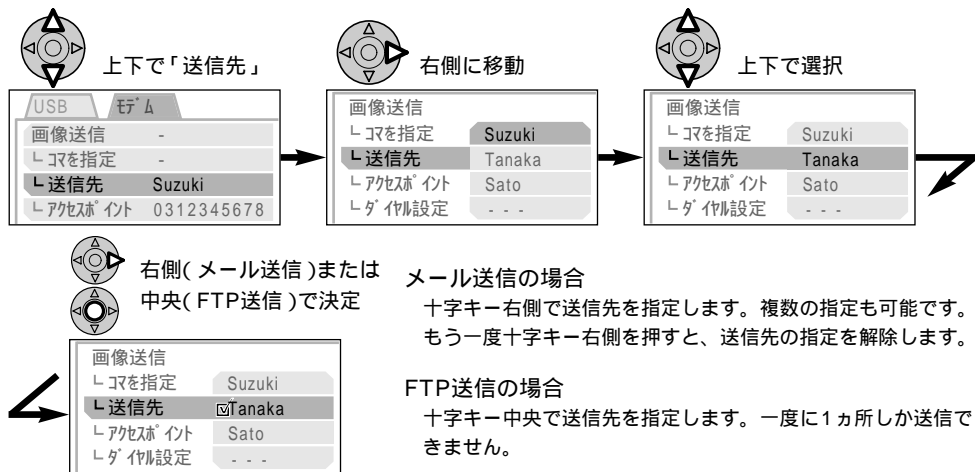 上下で「送信先」
USB モデム
画像送信 -
└ コマを指定 -
└ 送信先 Suzuki
└ アクセスポイント 0312345678
右側に移動
画像送信
└ コマを指定 Suzuki
└ 送信先 Tanaka
└ アクセスポイント Sato
└ ダイヤル設定 - - -
上下で選択
画像送信
└ コマを指定 Suzuki
└ 送信先 Tanaka
└ アクセスポイント Sato
└ ダイヤル設定 - - -
右側(メール送信)または
中央(FTP送信)で決定
画像送信
└ コマを指定 Suzuki
└ 送信先 ☑Tanaka
└ アクセスポイント Sato
└ ダイヤル設定 - - -
メール送信の場合
十字キー右側で送信先を指定します。複数の指定も可能です。
もう一度十字キー右側を押すと、送信先の指定を解除します。
FTP送信の場合
十字キー中央で送信先を指定します。一度に1ヵ所しか送信で
きません。